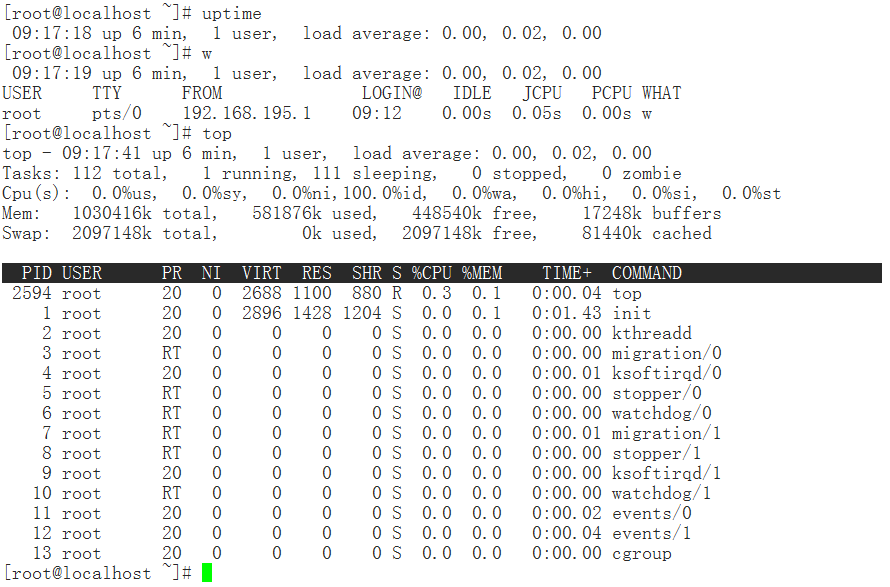 [root@localhost ~]# uptime
 09:17:18 up 6 min,  1 user,  load average: 0.00, 0.02, 0.00
[root@localhost ~]# w
 09:17:19 up 6 min,  1 user,  load average: 0.00, 0.02, 0.00
USER     TTY      FROM              LOGIN@   IDLE   JCPU   PCPU WHAT
root     pts/0    192.168.195.1    09:12    0.00s  0.05s  0.00s w
[root@localhost ~]# top
top - 09:17:41 up 6 min,  1 user,  load average: 0.00, 0.02, 0.00
Tasks: 112 total,   1 running, 111 sleeping,   0 stopped,   0 zombie
Cpu(s):  0.0%us,  0.0%sy,  0.0%ni,100.0%id,  0.0%wa,  0.0%hi,  0.0%si,  0.0%st
Mem:   1030416k total,   581876k used,   448540k free,    17248k buffers
Swap:  2097148k total,        0k used,  2097148k free,    81440k cached
  PID USER      PR  NI  VIRT  RES  SHR S %CPU %MEM    TIME+  COMMAND
 2594 root      20   0  2688 1100  880 R  0.3  0.1   0:00.04 top
    1 root      20   0  2896 1428 1204 S  0.0  0.1   0:01.43 init
    2 root      20   0     0    0    0 S  0.0  0.0   0:00.00 kthreadd
    3 root      RT   0     0    0    0 S  0.0  0.0   0:00.00 migration/0
    4 root      20   0     0    0    0 S  0.0  0.0   0:00.01 ksoftirqd/0
    5 root      RT   0     0    0    0 S  0.0  0.0   0:00.00 stopper/0
    6 root      RT   0     0    0    0 S  0.0  0.0   0:00.00 watchdog/0
    7 root      RT   0     0    0    0 S  0.0  0.0   0:00.01 migration/1
    8 root      RT   0     0    0    0 S  0.0  0.0   0:00.00 stopper/1
    9 root      20   0     0    0    0 S  0.0  0.0   0:00.00 ksoftirqd/1
   10 root      RT   0     0    0    0 S  0.0  0.0   0:00.00 watchdog/1
   11 root      20   0     0    0    0 S  0.0  0.0   0:00.02 events/0
   12 root      20   0     0    0    0 S  0.0  0.0   0:00.04 events/1
   13 root      20   0     0    0    0 S  0.0  0.0   0:00.00 cgroup
[root@localhost ~]#